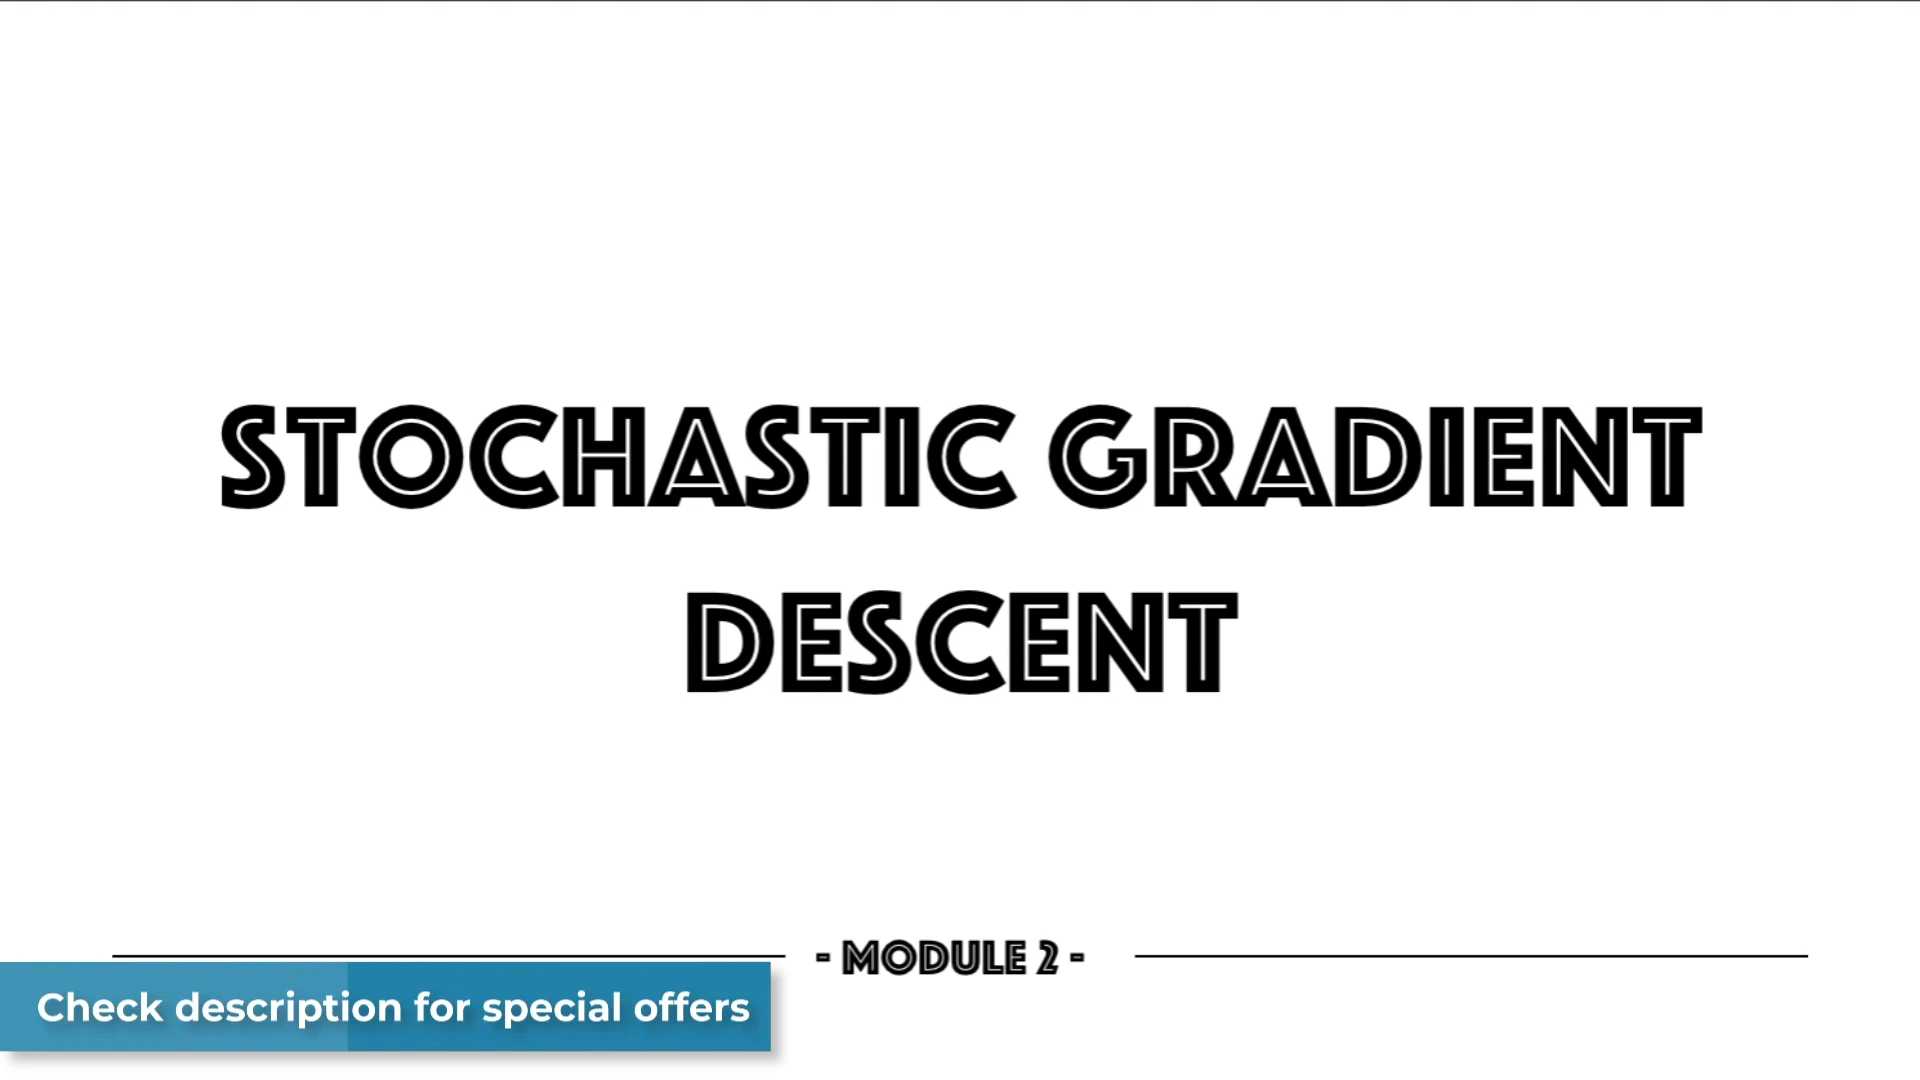 STOCHASTIC GRADIENT
DESCENT
- MODULE 2 -
Check description for special offers